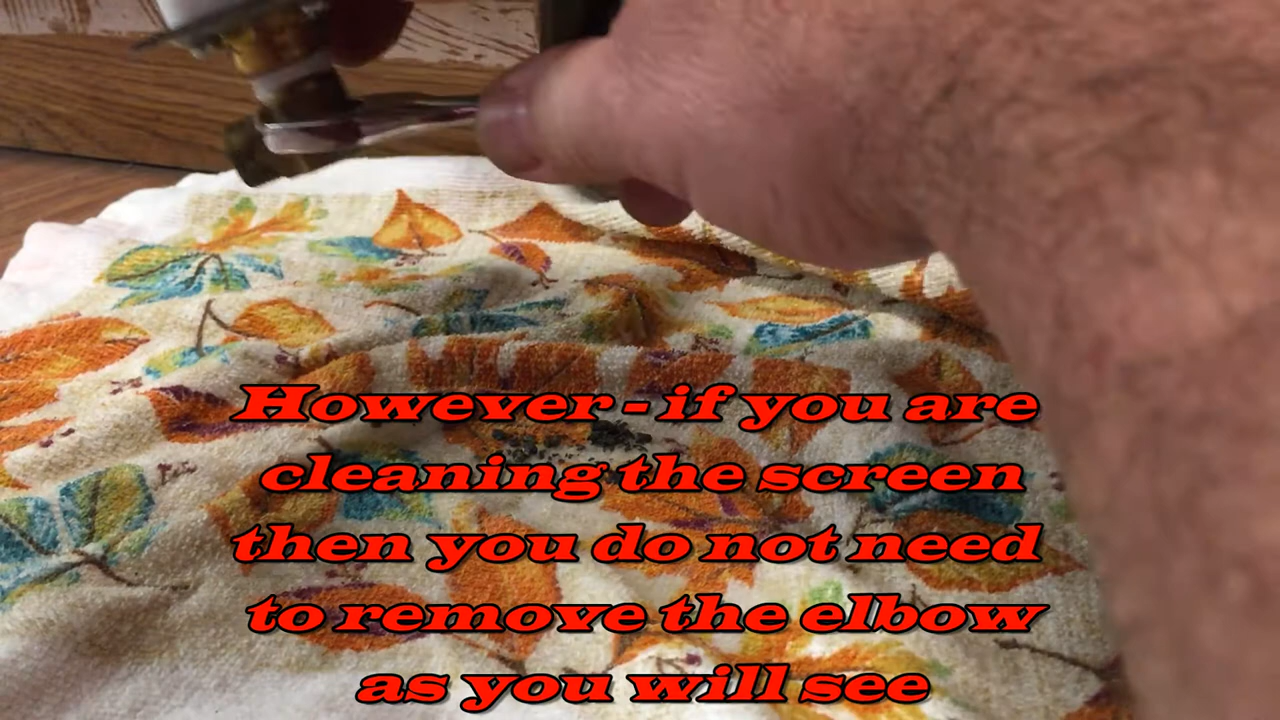 However - if you are
cleaning the screen
then you do not need
to remove the elbow
as you will see